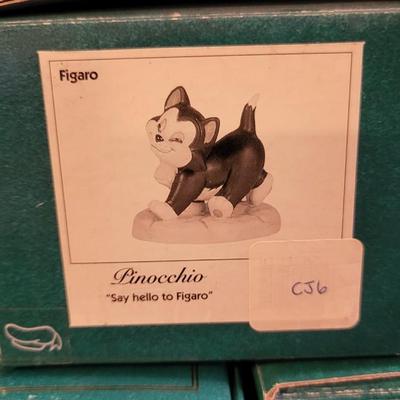 Figaro
Pinocchio
"Say hello to Figaro"
CJ6